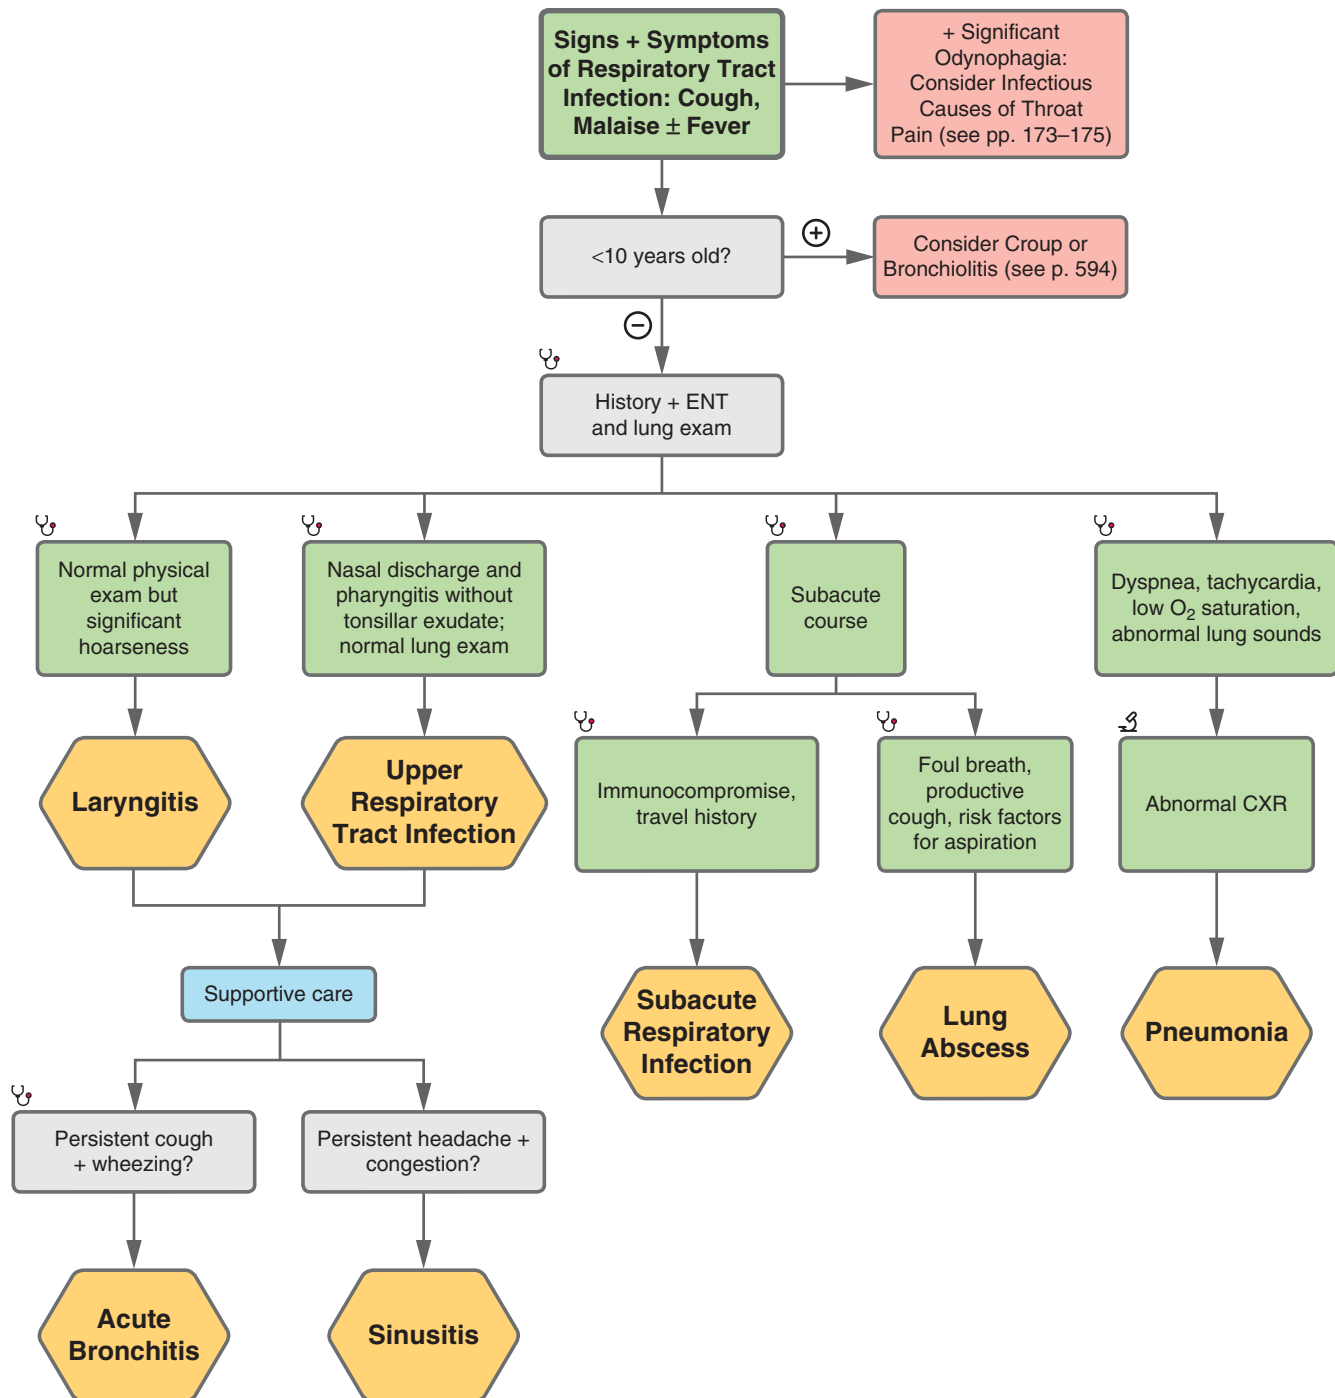 Signs + Symptoms
of Respiratory Tract
Infection: Cough,
Malaise ± Fever
+ Significant
Odynophagia:
Consider Infectious
Causes of Throat
Pain (see pp. 173–175)
<10 years old?
+
Consider Croup or
Bronchiolitis (see p. 594)
−
History + ENT
and lung exam
Normal physical
exam but
significant
hoarseness
Nasal discharge and
pharyngitis without
tonsillar exudate;
normal lung exam
Subacute
course
Dyspnea, tachycardia,
low O₂ saturation,
abnormal lung sounds
Laryngitis
Upper
Respiratory
Tract Infection
Immunocompromise,
travel history
Foul breath,
productive
cough, risk factors
for aspiration
Abnormal CXR
Supportive care
Subacute
Respiratory
Infection
Lung
Abscess
Pneumonia
Persistent cough
+ wheezing?
Persistent headache +
congestion?
Acute
Bronchitis
Sinusitis